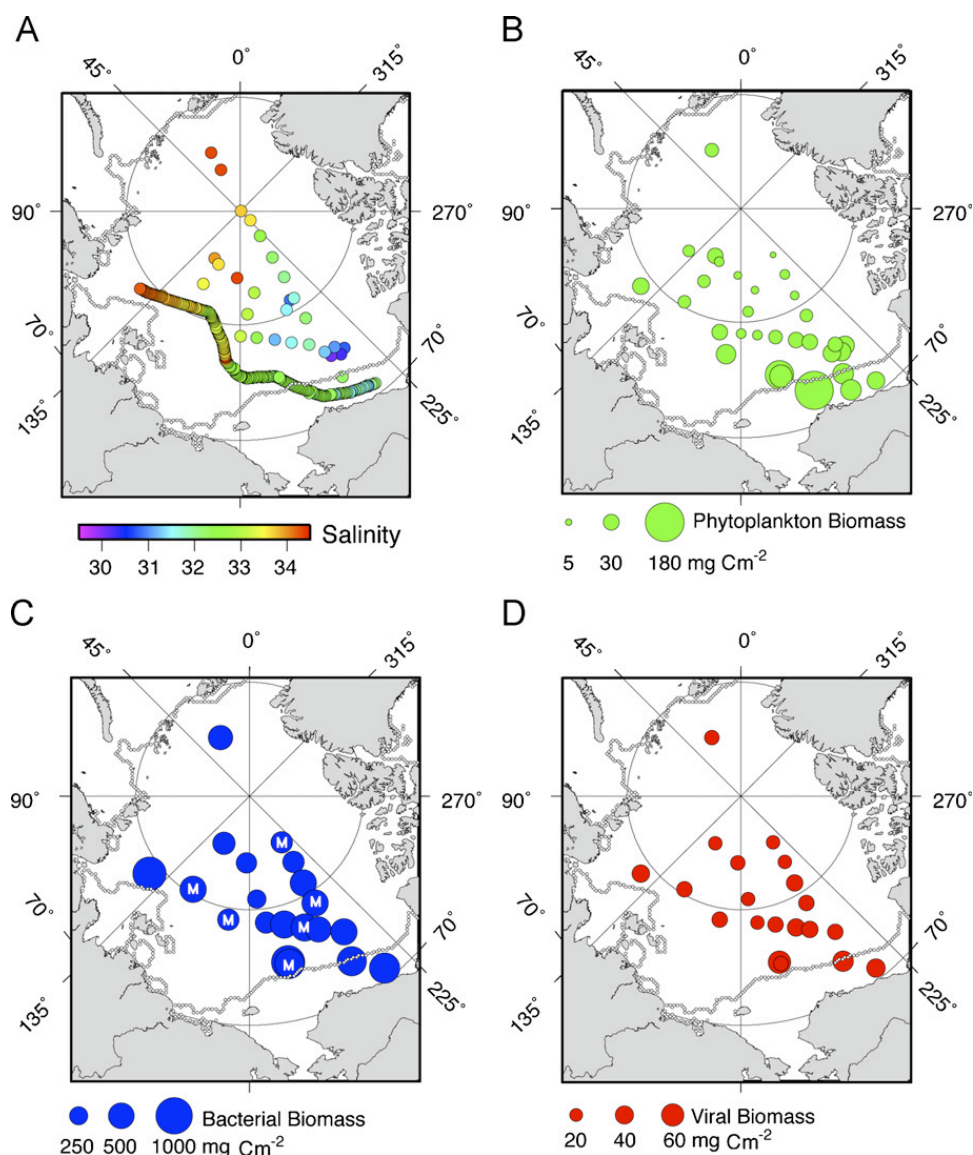 A
0°
45°
315°
90°
270°
70°
70°
135°
225°
Salinity
30 31 32 33 34
B
0°
45°
315°
90°
270°
70°
70°
135°
225°
Phytoplankton Biomass
5 30 180 mg Cm-2
C
0°
45°
315°
90°
270°
M
M
M
M
M
M
70°
70°
135°
225°
Bacterial Biomass
250 500 1000 mg Cm-2
D
0°
45°
315°
90°
270°
70°
70°
135°
225°
Viral Biomass
20 40 60 mg Cm-2